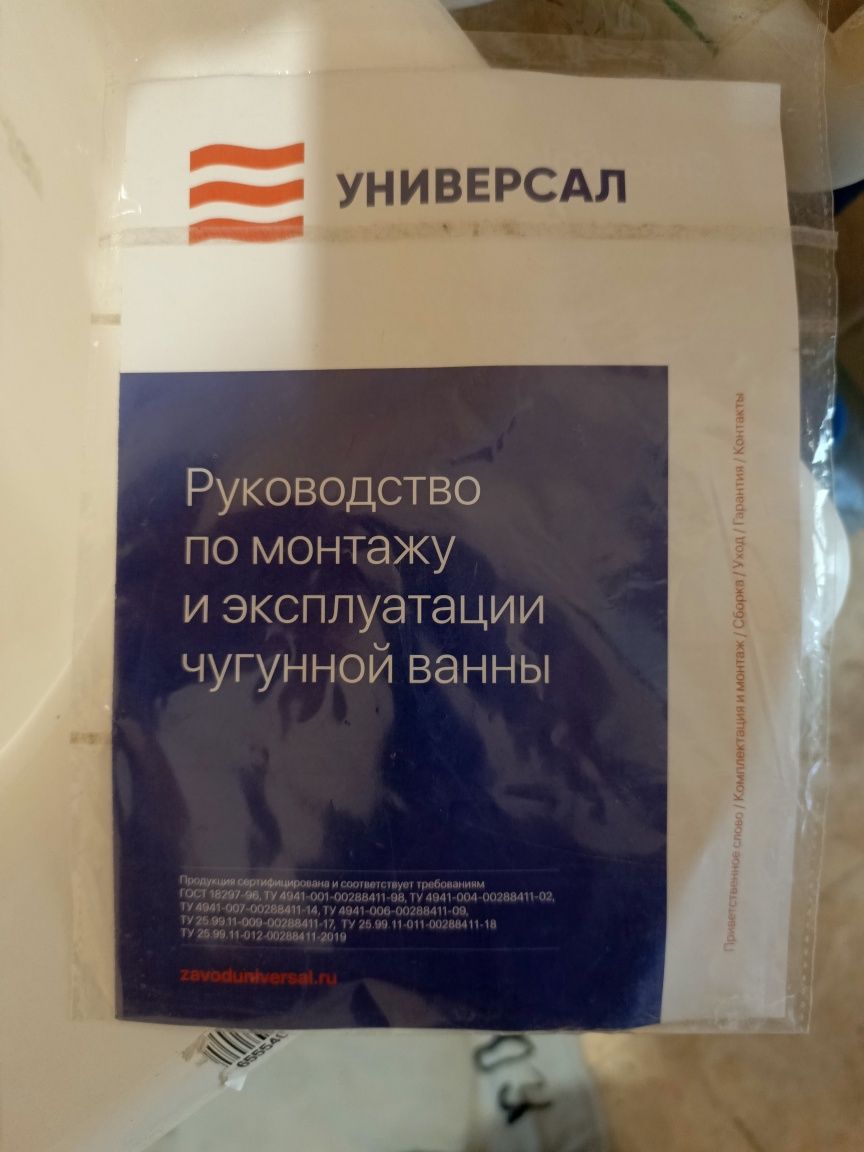 УНИВЕРСАЛ
Руководство
по монтажу
и эксплуатации
чугунной ванны
Приветственное слово / Комплектация и монтаж / Сборка / Уход / Гарантия / Контакты
Продукция сертифицирована и соответствует требованиям
ГОСТ 18297-96, ТУ 4941-001-00288411-98, ТУ 4941-004-00288411-02,
ТУ 4941-007-00288411-14, ТУ 4941-006-00288411-09,
ТУ 25.99.11-009-00288411-17, ТУ 25.99.11-011-00288411-18
ТУ 25.99.11-012-00288411-2019
zavoduniversal.ru